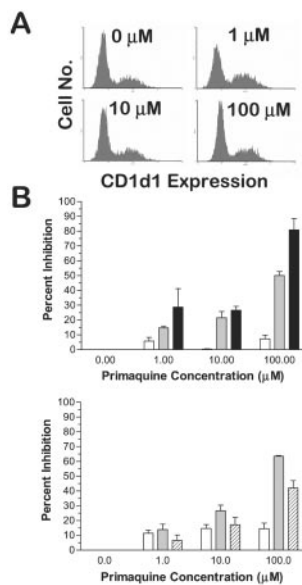 A
0 μM
1 μM
10 μM
100 μM
Cell No.
CD1d1 Expression
B
100
90
80
70
60
50
40
30
20
10
0
Percent Inhibition
0.00
1.00
10.00
100.00
Primaquine Concentration (μM)
100
90
80
70
60
50
40
30
20
10
0
Percent Inhibition
0.0
1.0
10.0
100.0
Primaquine Concentration (μM)